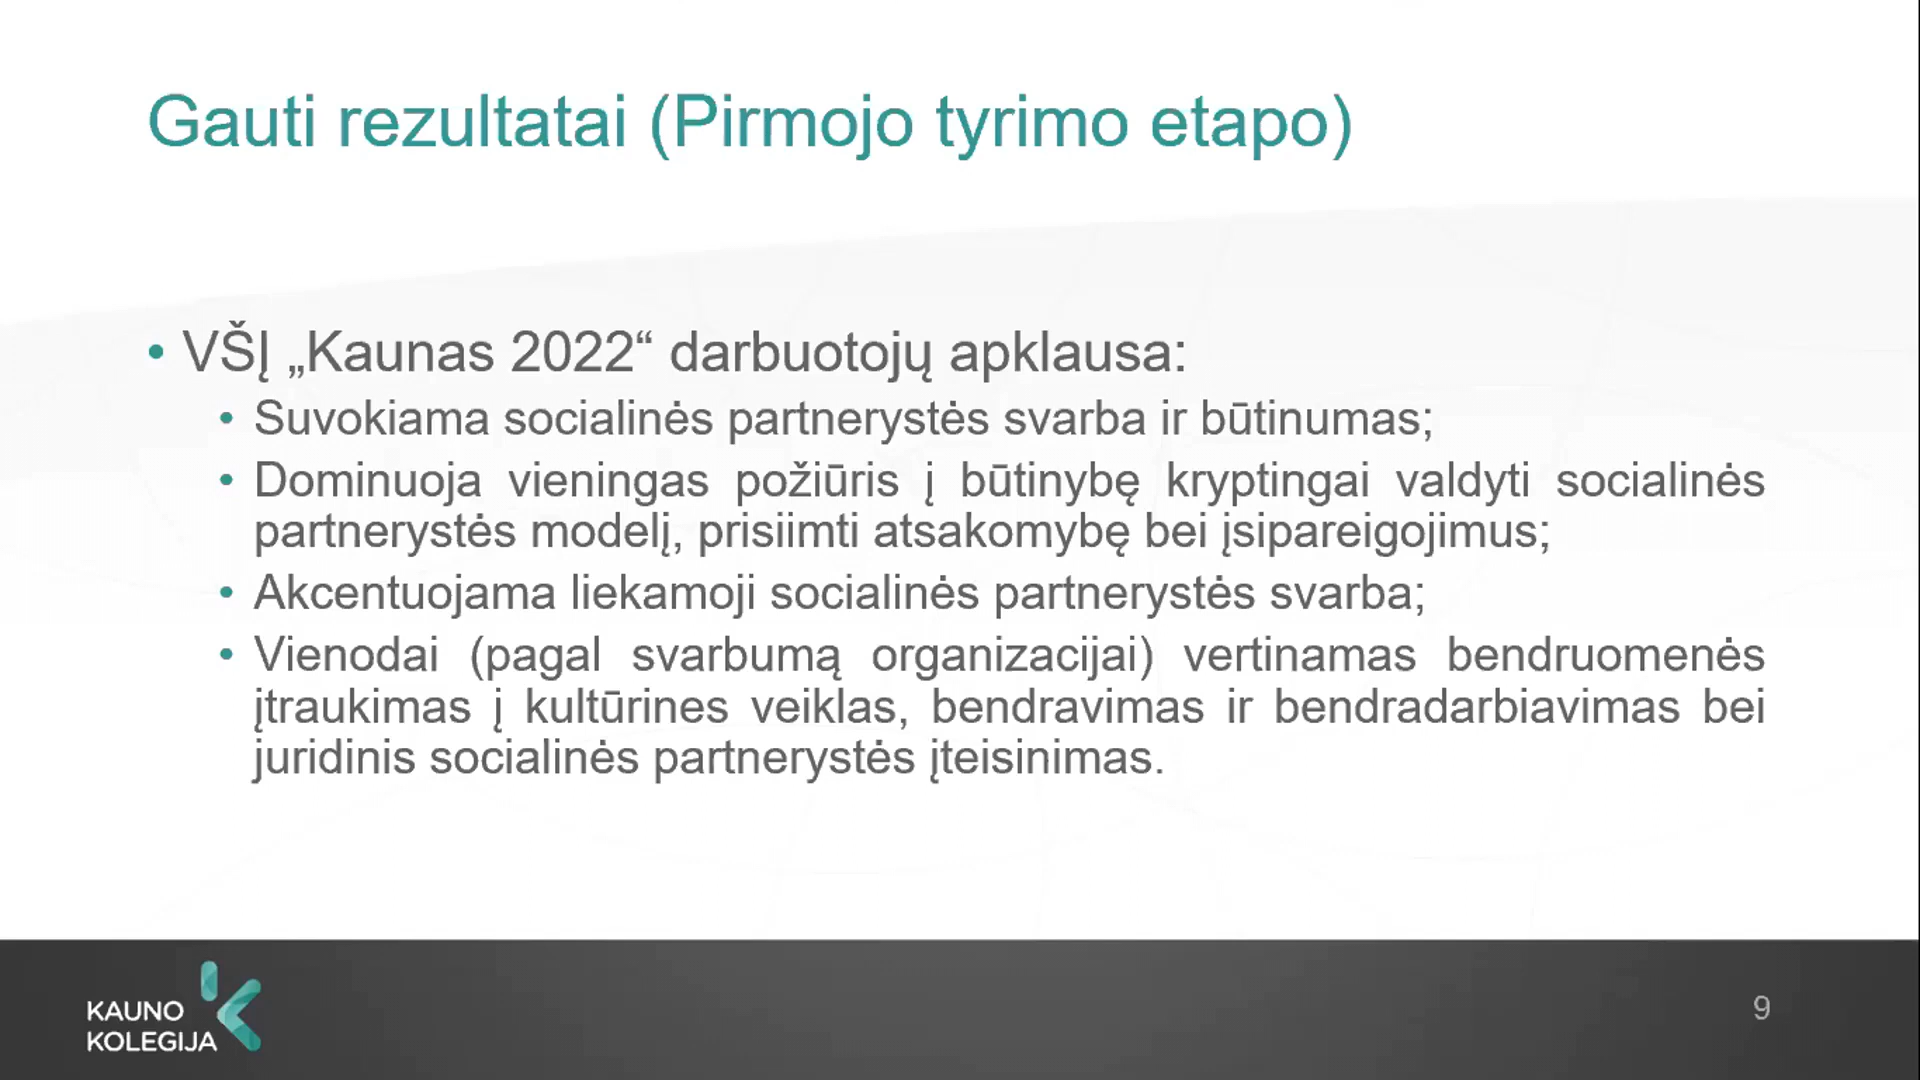 Gauti rezultatai (Pirmojo tyrimo etapo)
• VŠĮ „Kaunas 2022“ darbuotojų apklausa:
• Suvokiama socialinės partnerystės svarba ir būtinumas;
• Dominuoja vieningas požiūris į būtinybę kryptingai valdyti socialinės
partnerystės modelį, prisiimti atsakomybę bei įsipareigojimus;
• Akcentuojama liekamoji socialinės partnerystės svarba;
• Vienodai (pagal svarbumą organizacijai) vertinamas bendruomenės
įtraukimas į kultūrines veiklas, bendravimas ir bendradarbiavimas bei
juridinis socialinės partnerystės įteisinimas.
KAUNO
KOLEGIJA
9